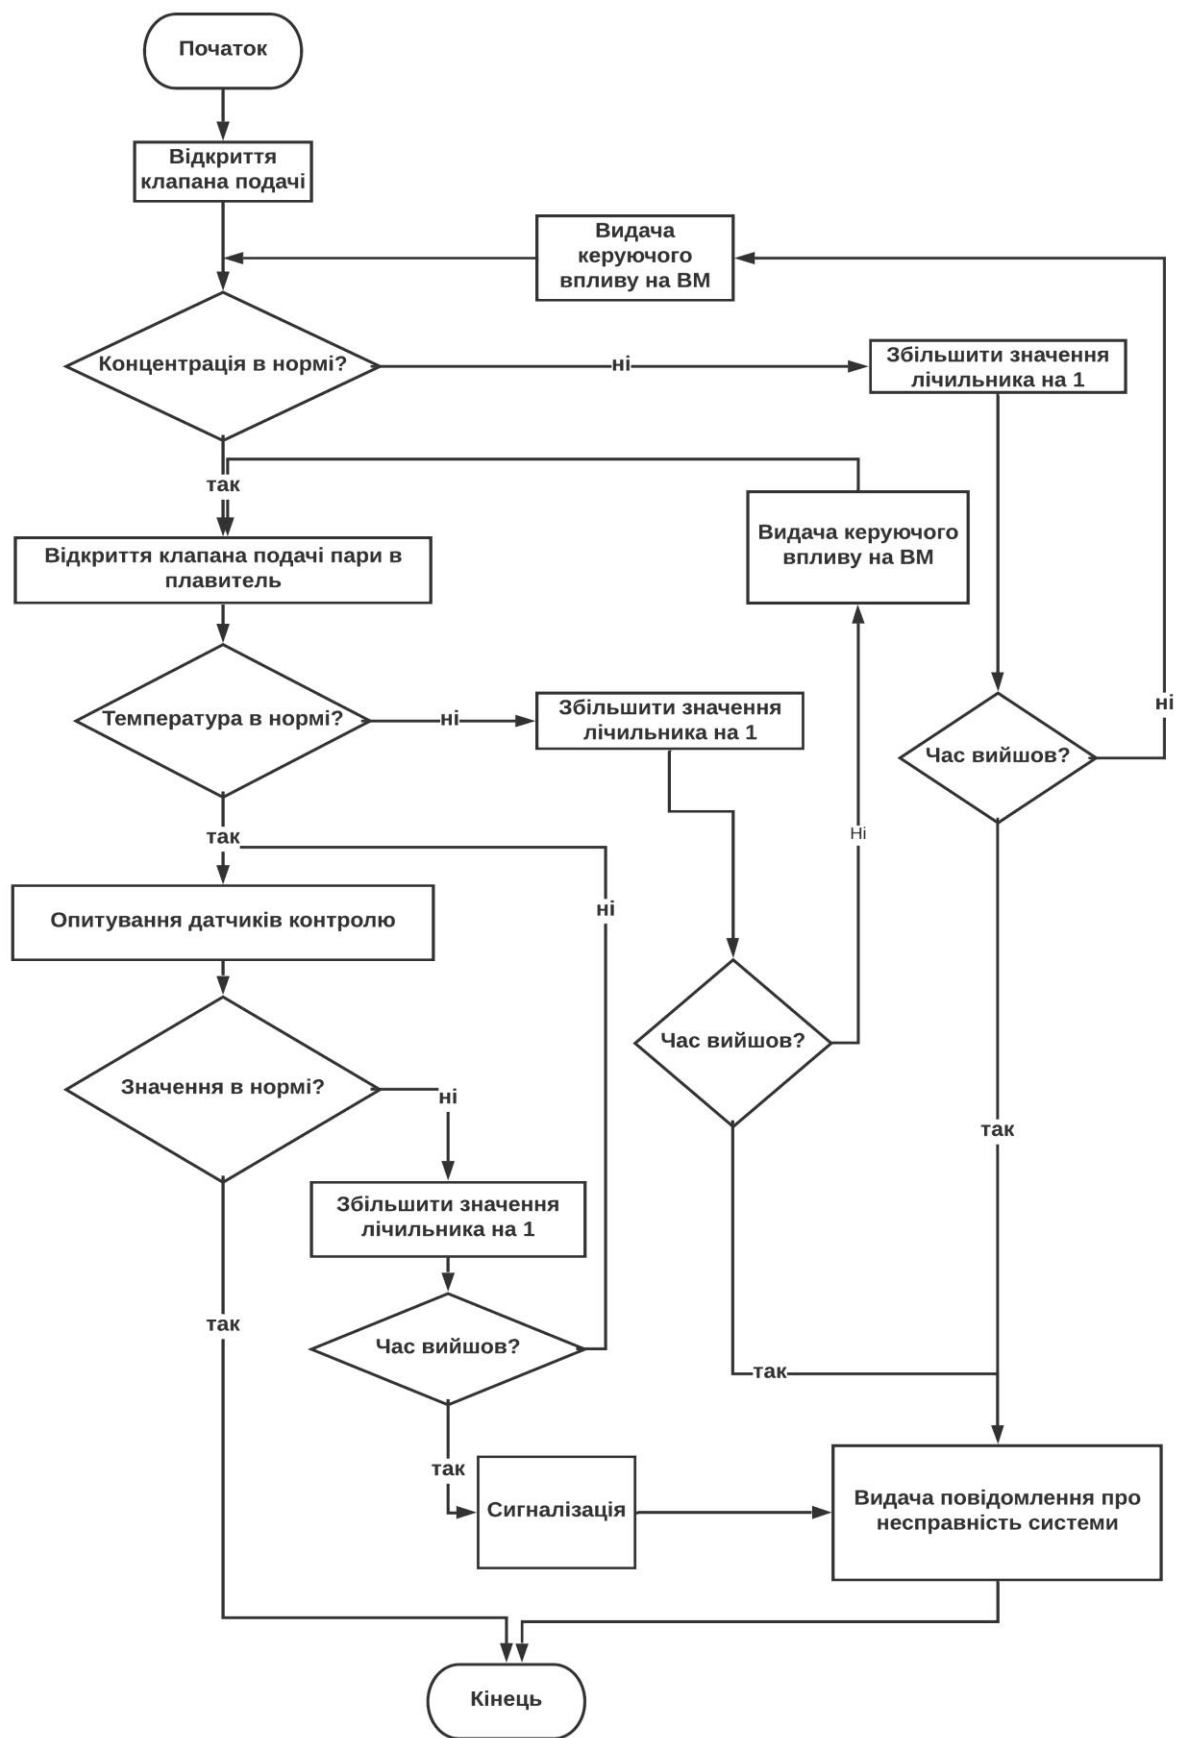 Початок
Відкриття
клапана подачі
Видача
керуючого
впливу на ВМ
Концентрація в нормі?
ні
Збільшити значення
лічильника на 1
так
Видача керуючого
впливу на ВМ
Відкриття клапана подачі пари в
плавитель
Температура в нормі?
ні
Збільшити значення
лічильника на 1
ні
Час вийшов?
так
Ні
Опитування датчиків контролю
ні
Час вийшов?
Значення в нормі?
ні
так
Збільшити значення
лічильника на 1
так
Час вийшов?
так
так
Сигналізація
Видача повідомлення про
несправність системи
Кінець